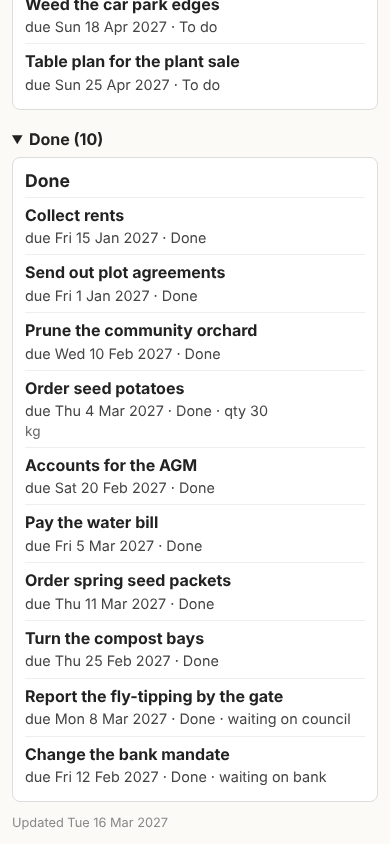 Weed the car park edges
due Sun 18 Apr 2027 · To do
Table plan for the plant sale
due Sun 25 Apr 2027 · To do
▼ Done (10)
Done
Collect rents
due Fri 15 Jan 2027 · Done
Send out plot agreements
due Fri 1 Jan 2027 · Done
Prune the community orchard
due Wed 10 Feb 2027 · Done
Order seed potatoes
due Thu 4 Mar 2027 · Done · qty 30
kg
Accounts for the AGM
due Sat 20 Feb 2027 · Done
Pay the water bill
due Fri 5 Mar 2027 · Done
Order spring seed packets
due Thu 11 Mar 2027 · Done
Turn the compost bays
due Thu 25 Feb 2027 · Done
Report the fly-tipping by the gate
due Mon 8 Mar 2027 · Done · waiting on council
Change the bank mandate
due Fri 12 Feb 2027 · Done · waiting on bank
Updated Tue 16 Mar 2027